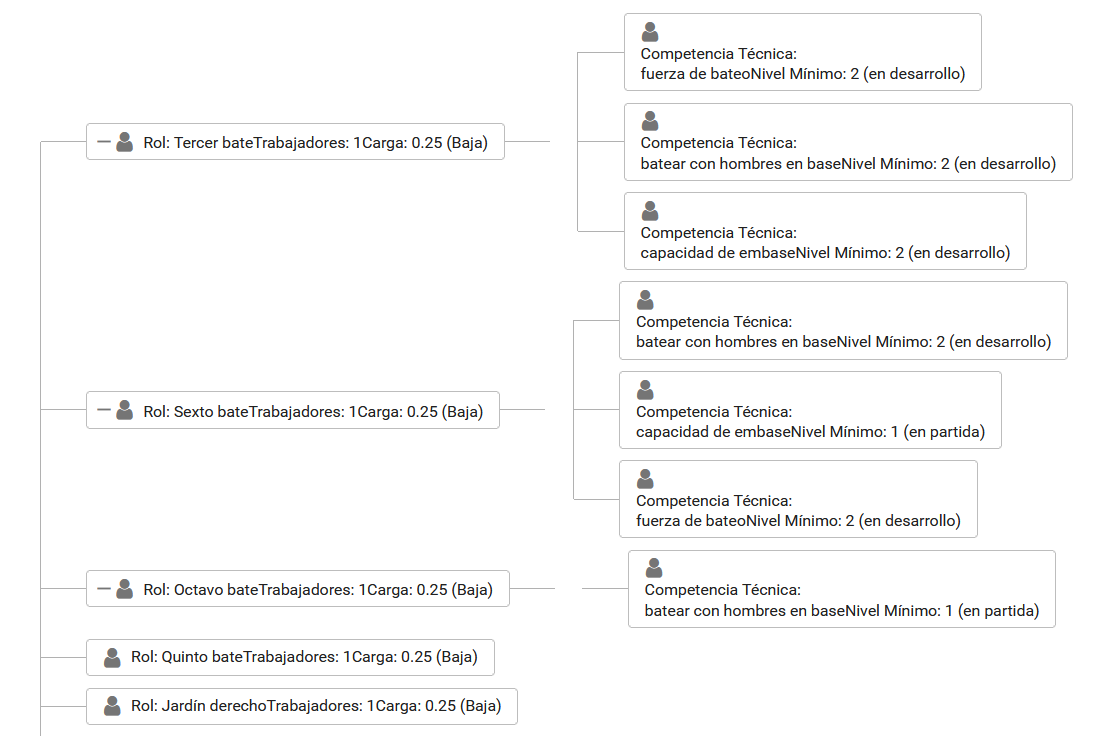 Competencia Técnica:
fuerza de bateoNivel Mínimo: 2 (en desarrollo)
Rol: Tercer bateTrabajadores: 1Carga: 0.25 (Baja)
Competencia Técnica:
batear con hombres en baseNivel Mínimo: 2 (en desarrollo)
Competencia Técnica:
capacidad de embaseNivel Mínimo: 2 (en desarrollo)
Competencia Técnica:
batear con hombres en baseNivel Mínimo: 2 (en desarrollo)
Rol: Sexto bateTrabajadores: 1Carga: 0.25 (Baja)
Competencia Técnica:
capacidad de embaseNivel Mínimo: 1 (en partida)
Competencia Técnica:
fuerza de bateoNivel Mínimo: 2 (en desarrollo)
Rol: Octavo bateTrabajadores: 1Carga: 0.25 (Baja)
Competencia Técnica:
batear con hombres en baseNivel Mínimo: 1 (en partida)
Rol: Quinto bateTrabajadores: 1Carga: 0.25 (Baja)
Rol: Jardín derechoTrabajadores: 1Carga: 0.25 (Baja)